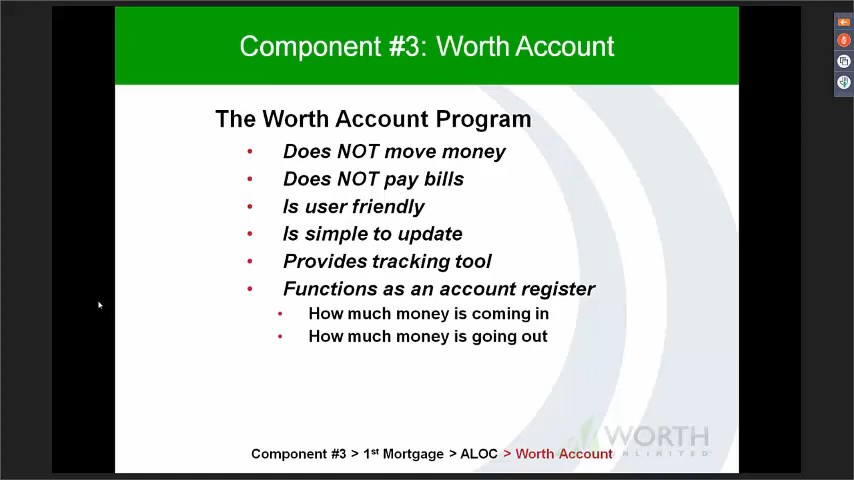 Component #3: Worth Account
The Worth Account Program
• Does NOT move money
• Does NOT pay bills
• Is user friendly
• Is simple to update
• Provides tracking tool
• Functions as an account register
• How much money is coming in
• How much money is going out
WORTH
UNLIMITED
Component #3 > 1st Mortgage > ALOC > Worth Account